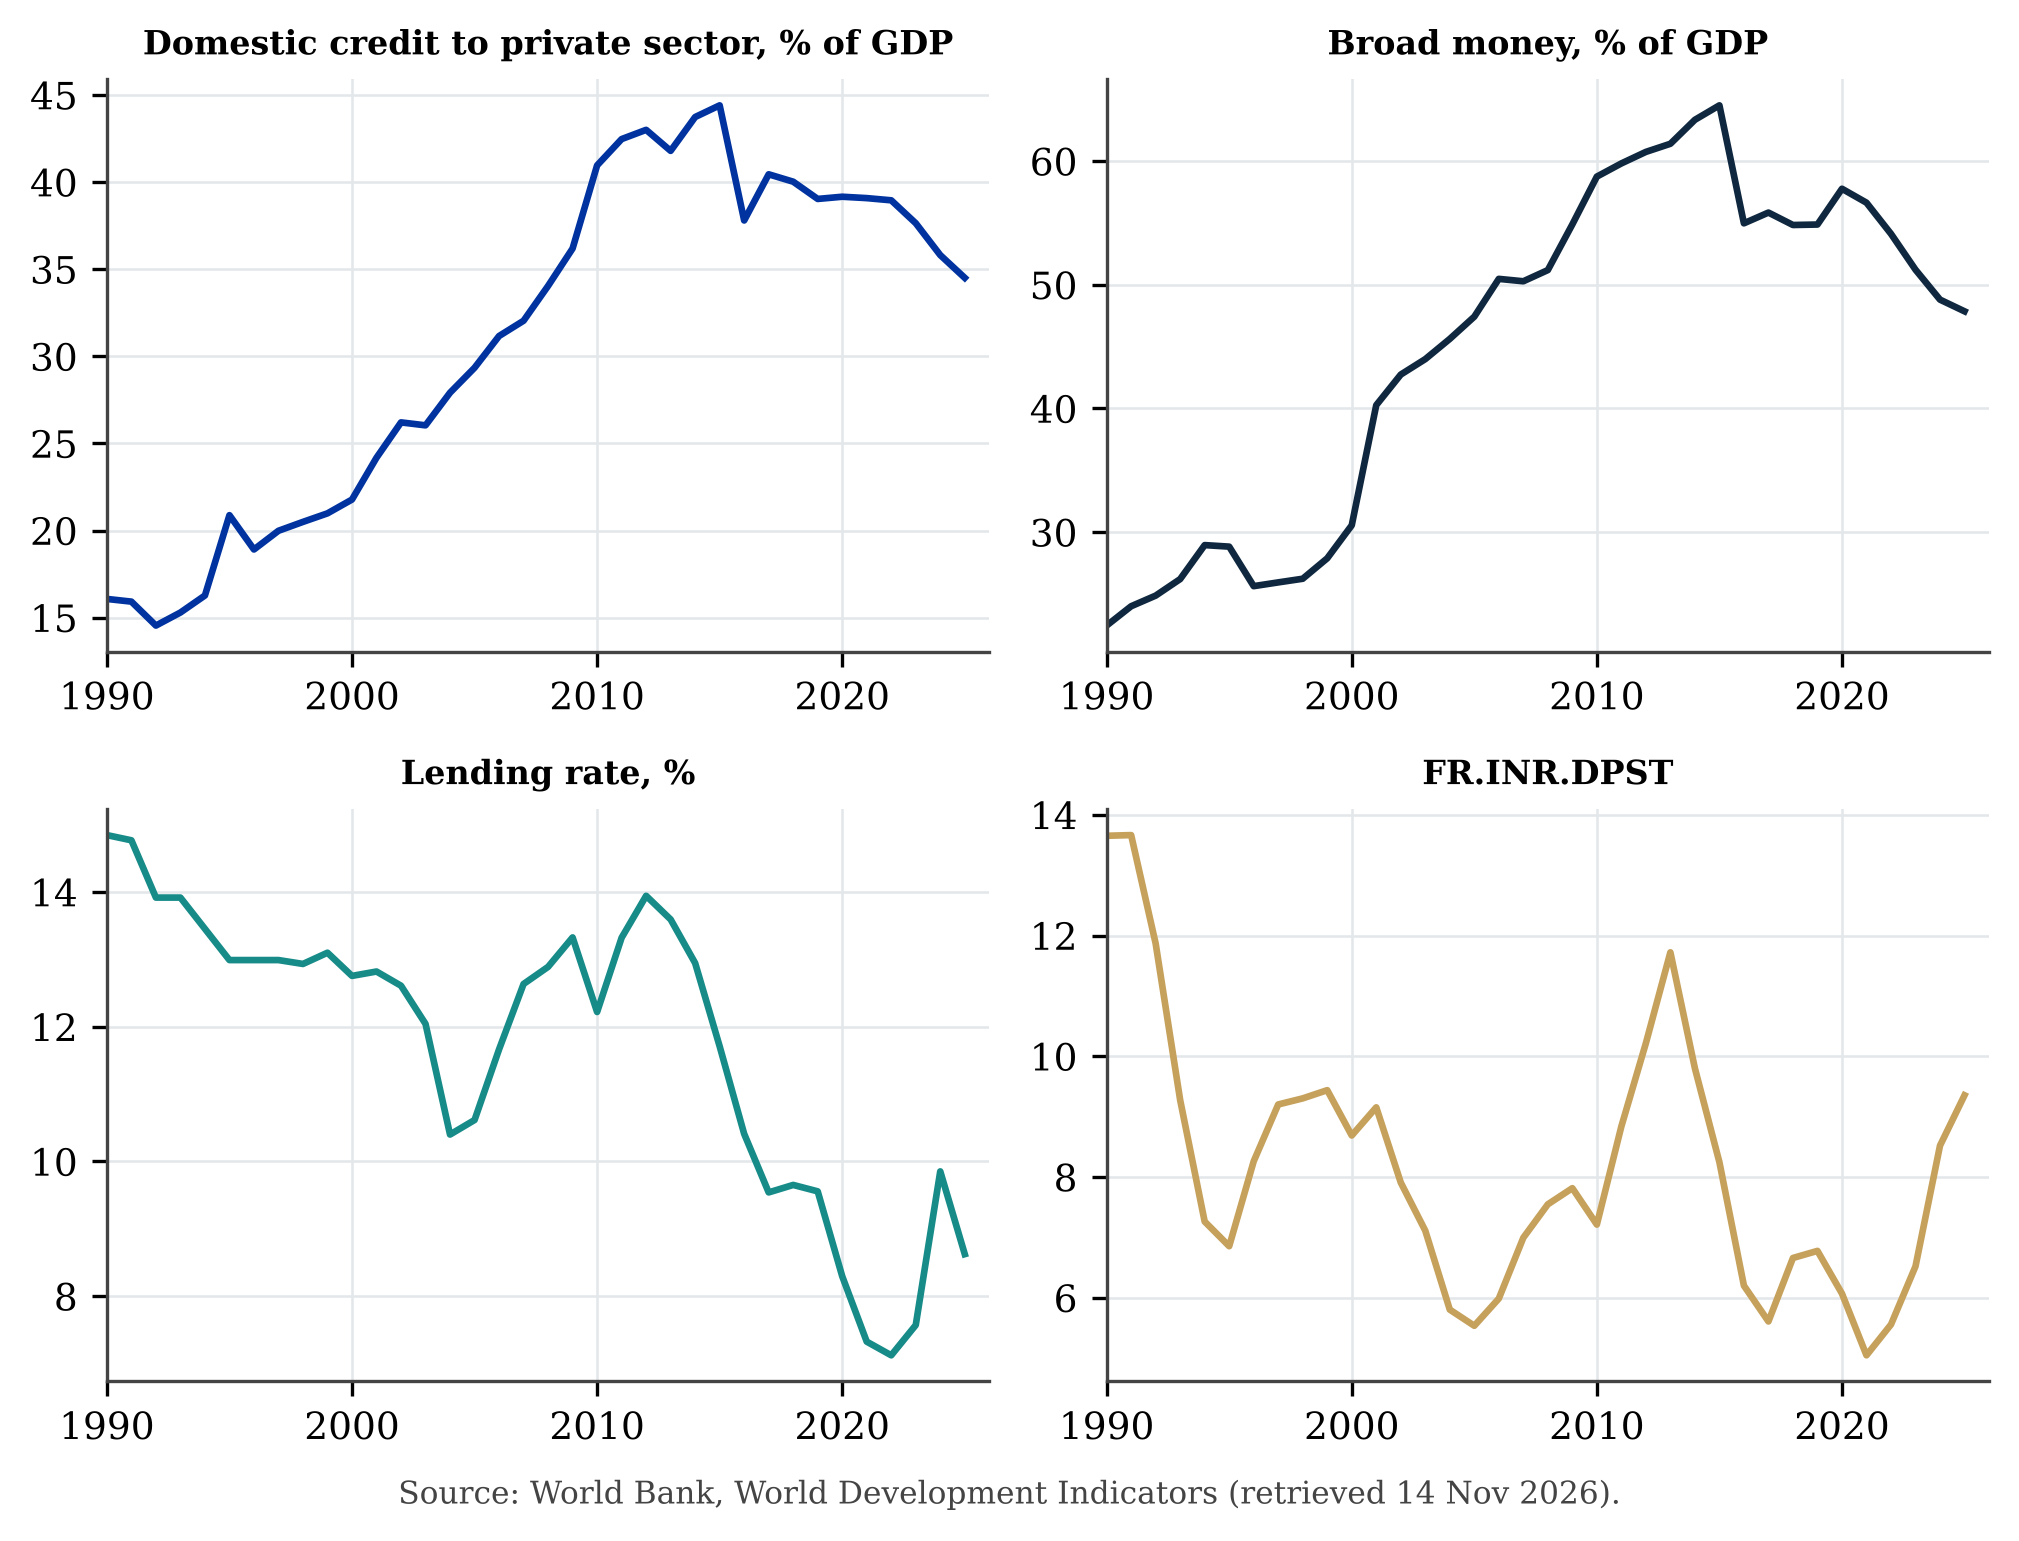 Domestic credit to private sector, % of GDP
45
40
35
30
25
20
15
1990 2000 2010 2020
Broad money, % of GDP
60
50
40
30
1990 2000 2010 2020
Lending rate, %
14
12
10
8
1990 2000 2010 2020
FR.INR.DPST
14
12
10
8
6
1990 2000 2010 2020
Source: World Bank, World Development Indicators (retrieved 14 Nov 2026).